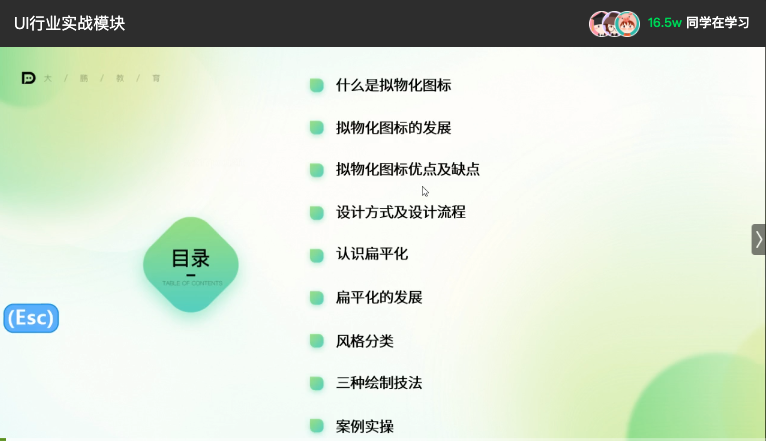 UI行业实战模块
16.5w 同学在学习
大 / 鹏 / 教 / 育
什么是拟物化图标
拟物化图标的发展
拟物化图标优点及缺点
设计方式及设计流程
目录
TABLE OF CONTENTS
认识扁平化
扁平化的发展
(Esc)
风格分类
三种绘制技法
案例实操